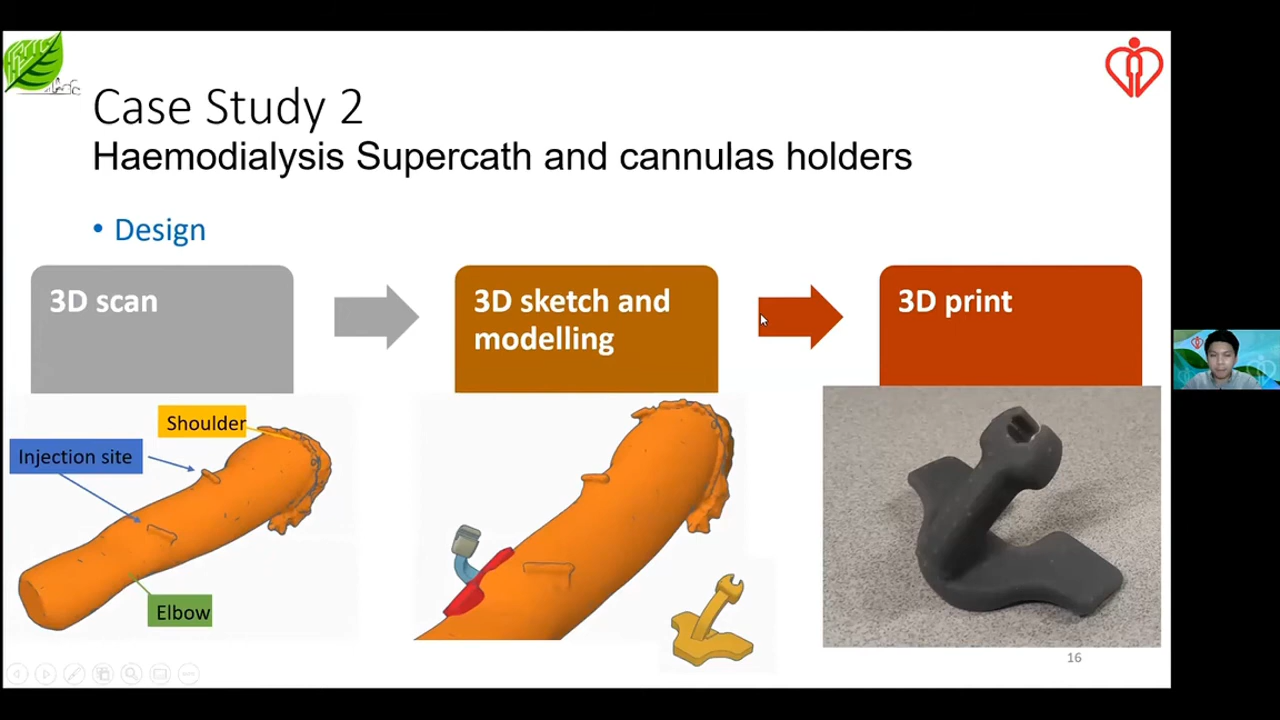 Case Study 2
Haemodialysis Supercath and cannulas holders
• Design
3D scan
3D sketch and
modelling
3D print
Shoulder
Injection site
Elbow
16